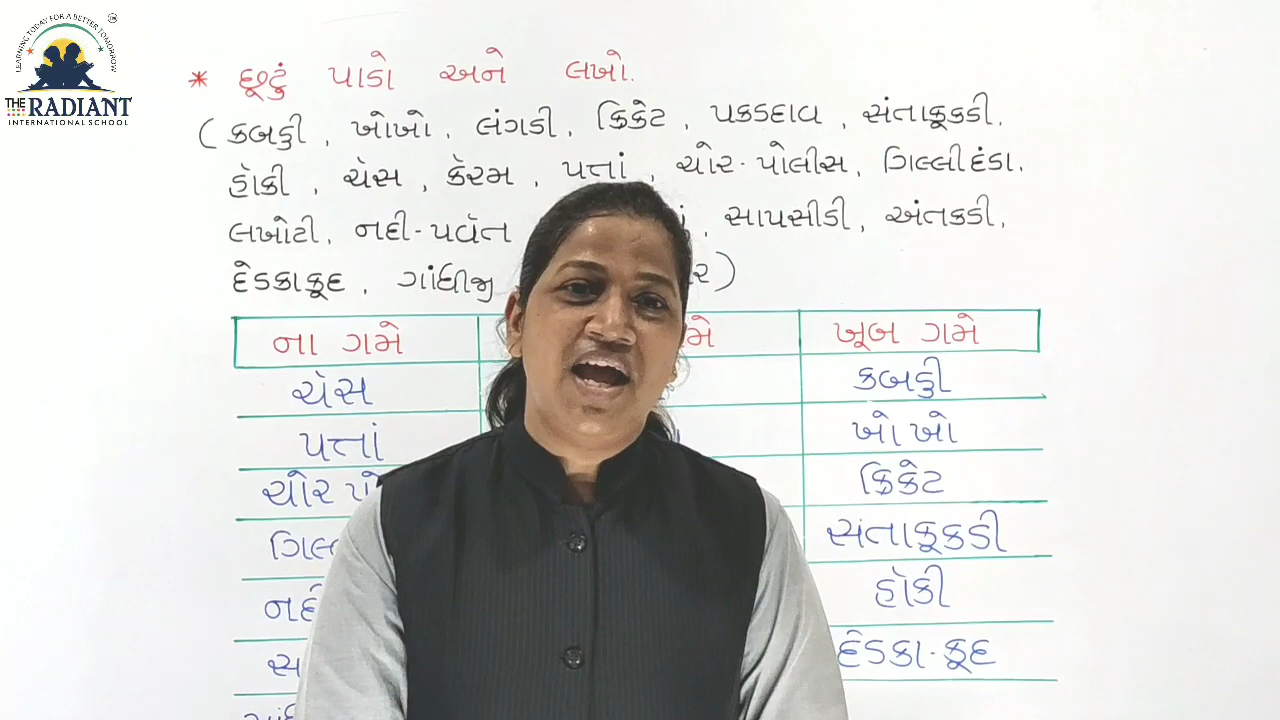 LEARNING TODAY FOR A BETTER TOMORROW
THE RADIANT
INTERNATIONAL SCHOOL
* છૂટું પાડો અને લખો.
(કબડ્ડી, ખોખો, લંગડી, ક્રિકેટ, પકડદાવ, સંતાકૂકડી.
હૉકી, ચેસ, કૅરમ, પત્તાં, ચોર-પોલીસ, ગિલ્લીદંડા.
લખોટી, નદી-પર્વત સાપસીડી, અંતકડી,
દેડકાકૂદ, ગાંધીજી
ના ગમે ખૂબ ગમે
ચેસ કબડ્ડી
પત્તાં ખોખો
ચોર ક્રિકેટ
સંતાકૂકડી
હૉકી
દેડકા-કૂદ